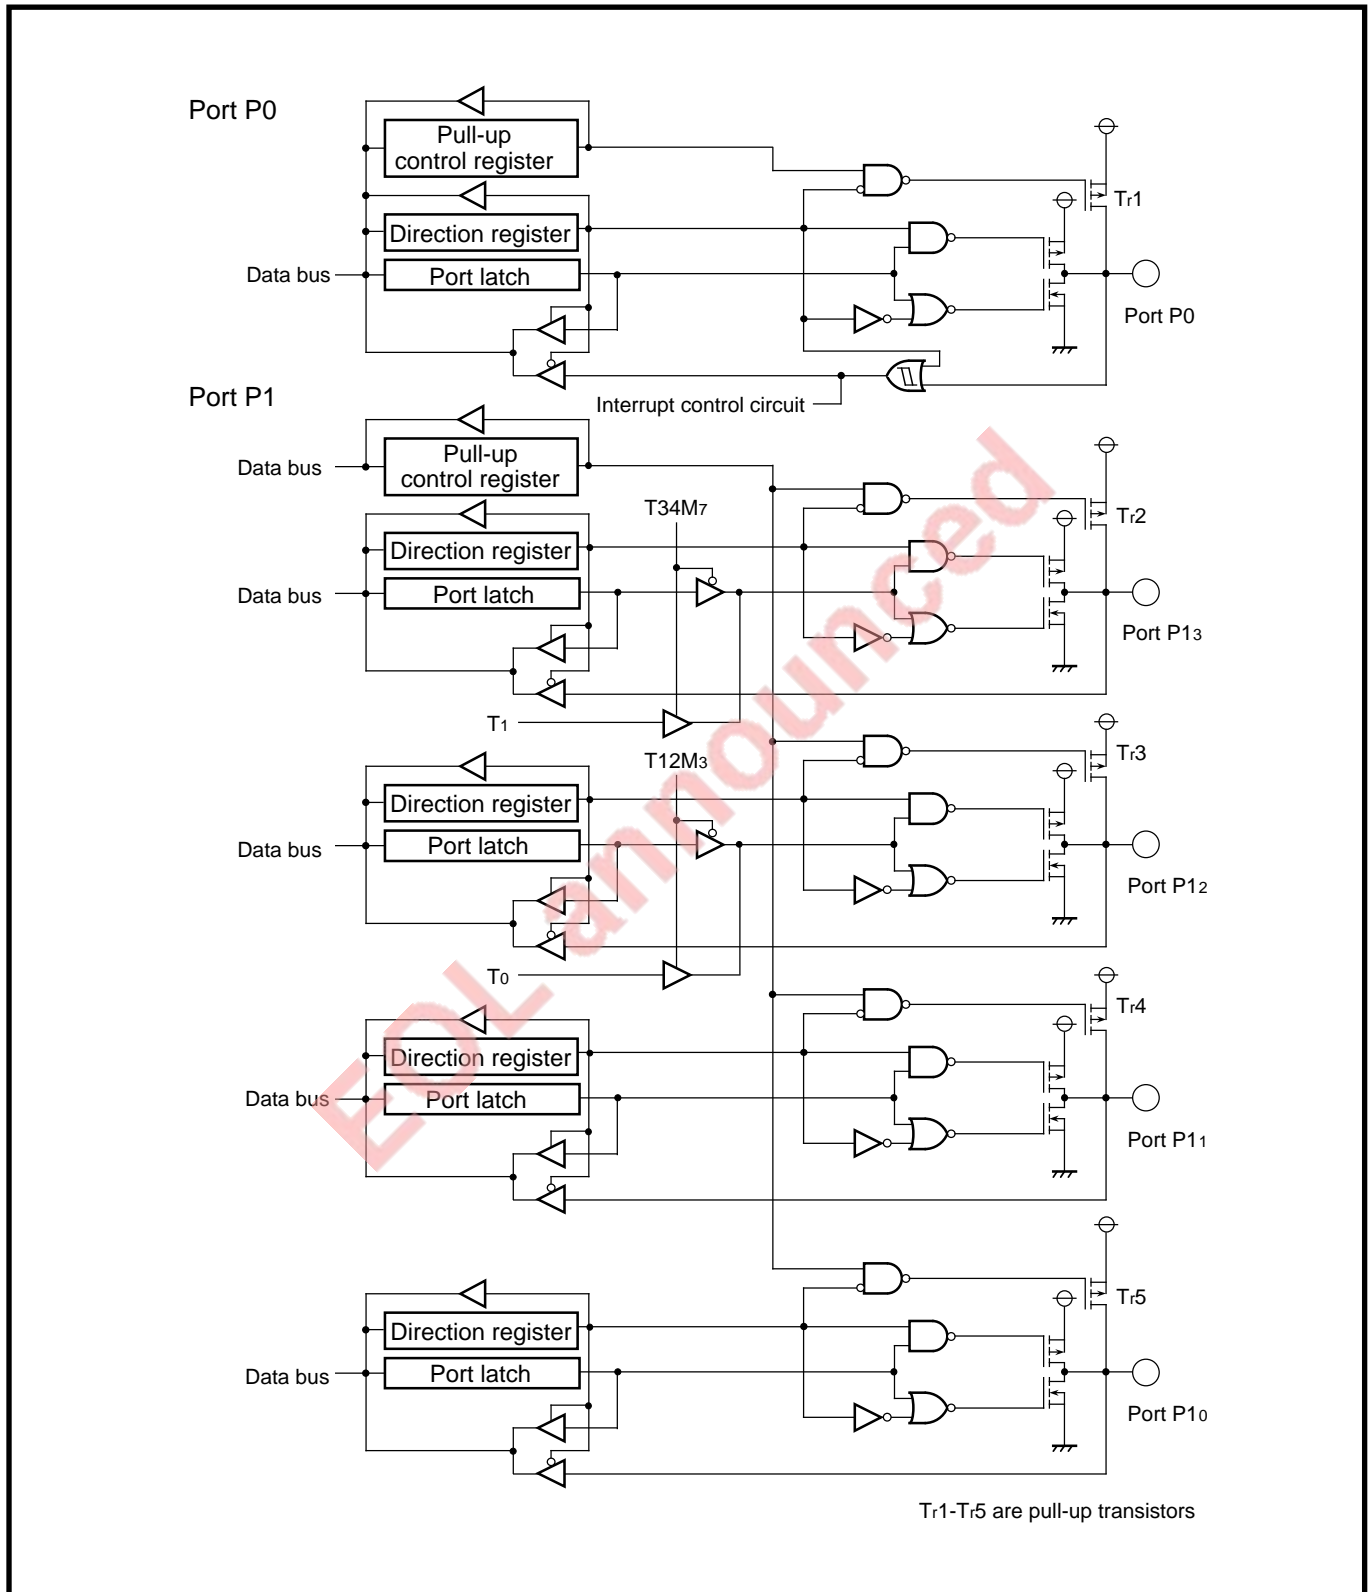 Port P0
Pull-up
control register
Tr1
Direction register
Data bus
Port latch
Port P0
Port P1
Interrupt control circuit
Pull-up
control register
Data bus
T34M7
Tr2
Direction register
Data bus
Port latch
Port P13
T1
T12M3
Tr3
Direction register
Data bus
Port latch
Port P12
T0
Tr4
Direction register
Data bus
Port latch
Port P11
Tr5
Direction register
Data bus
Port latch
Port P10
Tr1-Tr5 are pull-up transistors
EOL announced